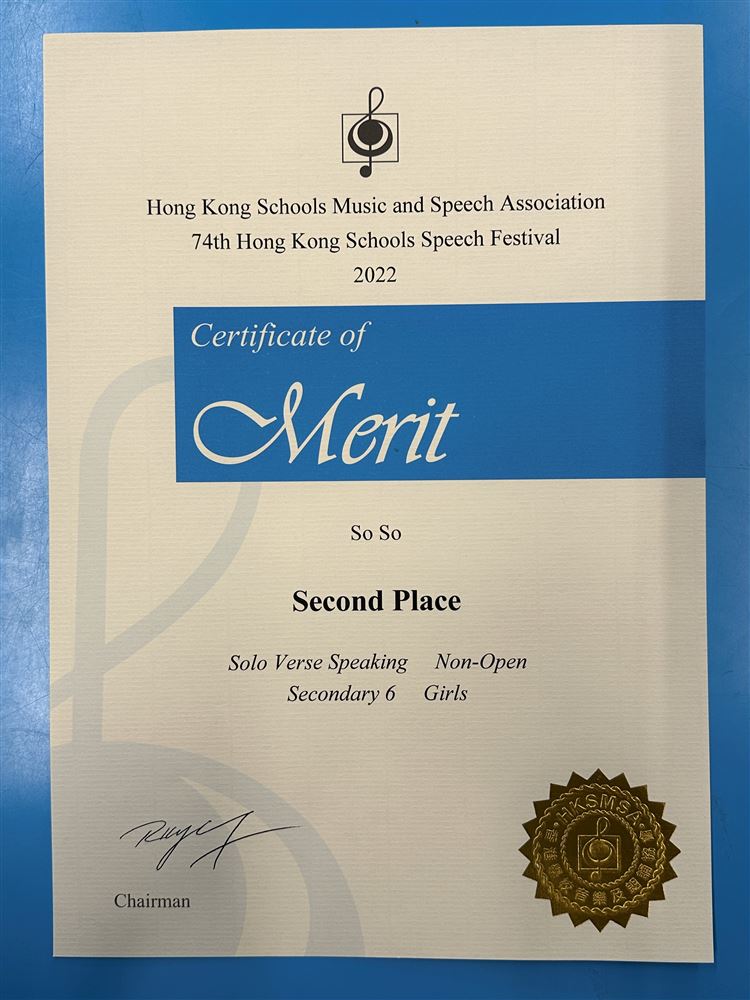 Hong Kong Schools Music and Speech Association
74th Hong Kong Schools Speech Festival
2022
Certificate of
Merit
So So
Second Place
Solo Verse Speaking Non-Open
Secondary 6 Girls
Chairman
HKSMSA